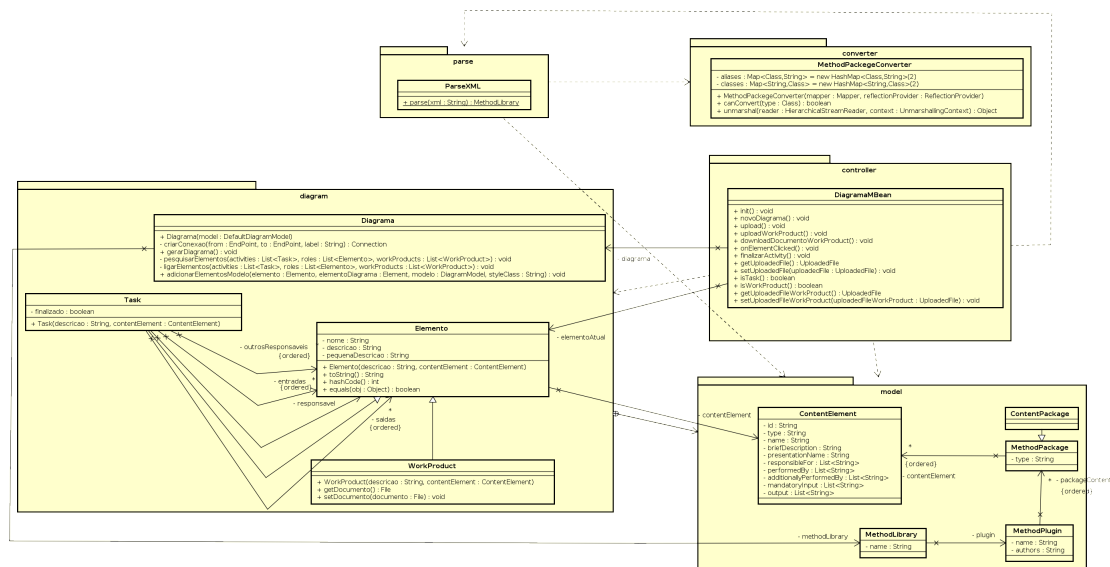 parse
ParseXML
+ parse(xml : String) : MethodLibrary
converter
MethodPackegeConverter
- aliases : Map<Class,String> = new HashMap<Class,String>(2)
- classes : Map<String,Class> = new HashMap<String,Class>(2)
+ MethodPackegeConverter(mapper : Mapper, reflectionProvider : ReflectionProvider)
+ canConvert(type : Class) : boolean
+ unmarshal(reader : HierarchicalStreamReader, context : UnmarshallingContext) : Object
controller
DiagramaMBean
+ init() : void
+ novoDiagrama() : void
+ upload() : void
+ uploadWorkProduct() : void
+ downloadDocumentoWorkProduct() : void
+ onElementClicked() : void
+ finalizarActivity() : void
+ getUploadedFile() : UploadedFile
+ setUploadedFile(uploadedFile : UploadedFile) : void
+ isTask() : boolean
+ isWorkProduct() : boolean
+ getUploadedFileWorkProduct() : UploadedFile
+ setUploadedFileWorkProduct(uploadedFileWorkProduct : UploadedFile) : void
diagram
Diagrama
+ Diagrama(model : DefaultDiagramModel)
- criarConexao(from : EndPoint, to : EndPoint, label : String) : Connection
+ gerarDiagrama() : void
- pesquisarElementos(activities : List<Task>, roles : List<Elemento>, workProducts : List<WorkProduct>) : void
- ligarElementos(activities : List<Task>, roles : List<Elemento>, workProducts : List<WorkProduct>) : void
+ adicionarElementosModelo(elemento : Elemento, elementoDiagrama : Element, modelo : DiagramModel, styleClass : String) : void
- diagrama
Task
- finalizado : boolean
+ Task(descricao : String, contentElement : ContentElement)
Elemento
- nome : String
- descricao : String
- pequenaDescricao : String
+ Elemento(descricao : String, contentElement : ContentElement)
+ toString() : String
+ hashCode() : int
+ equals(obj : Object) : boolean
- elementoAtual
- outrosResponsaveis
*
{ordered}
- entradas
*
{ordered}
- responsavel
*
- saidas
{ordered}
WorkProduct
+ WorkProduct(descricao : String, contentElement : ContentElement)
+ getDocumento() : File
+ setDocumento(documento : File) : void
- contentElement
model
ContentElement
- id : String
- type : String
- name : String
- briefDescription : String
- presentationName : String
- responsibleFor : List<String>
- performedBy : List<String>
- additionallyPerformedBy : List<String>
- mandatoryInput : List<String>
- output : List<String>
ContentPackage
MethodPackage
- type : String
*
{ordered}
- contentElement
* - packageContent
{ordered}
MethodPlugin
- name : String
- authors : String
- plugin
MethodLibrary
- name : String
- methodLibrary